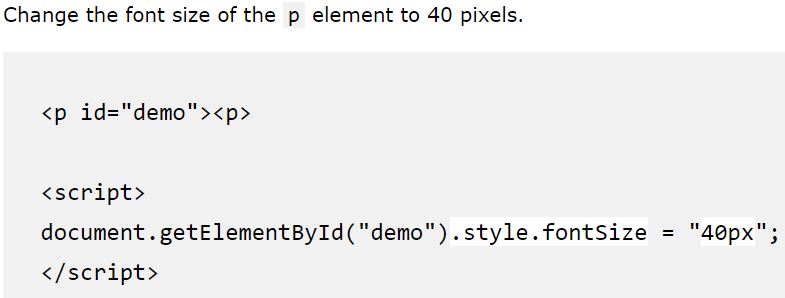 Change the font size of the p element to 40 pixels.
<p id="demo"><p>
<script>
document.getElementById("demo").style.fontSize = "40px";
</script>